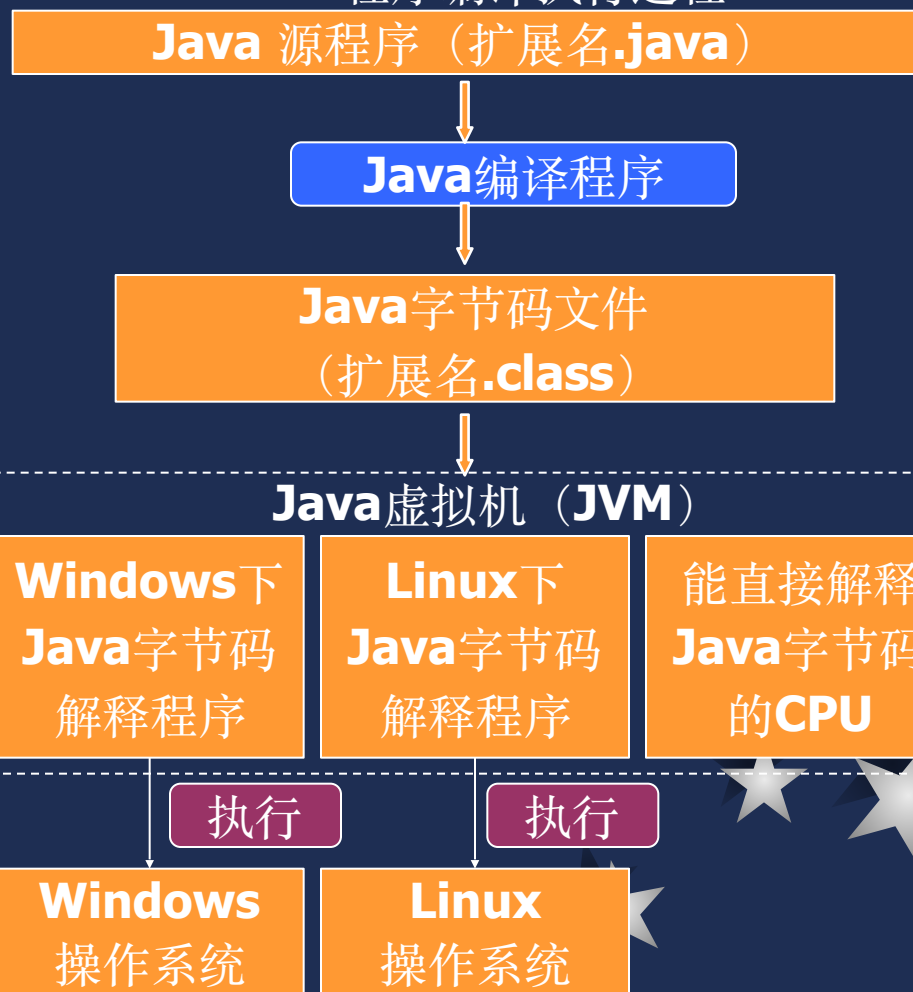 Java 源程序（扩展名.java）
Java编译程序
Java字节码文件
（扩展名.class）
Java虚拟机（JVM）
Windows下
Java字节码
解释程序
Linux下
Java字节码
解释程序
能直接解释
Java字节码
的CPU
执行
执行
Windows
操作系统
Linux
操作系统